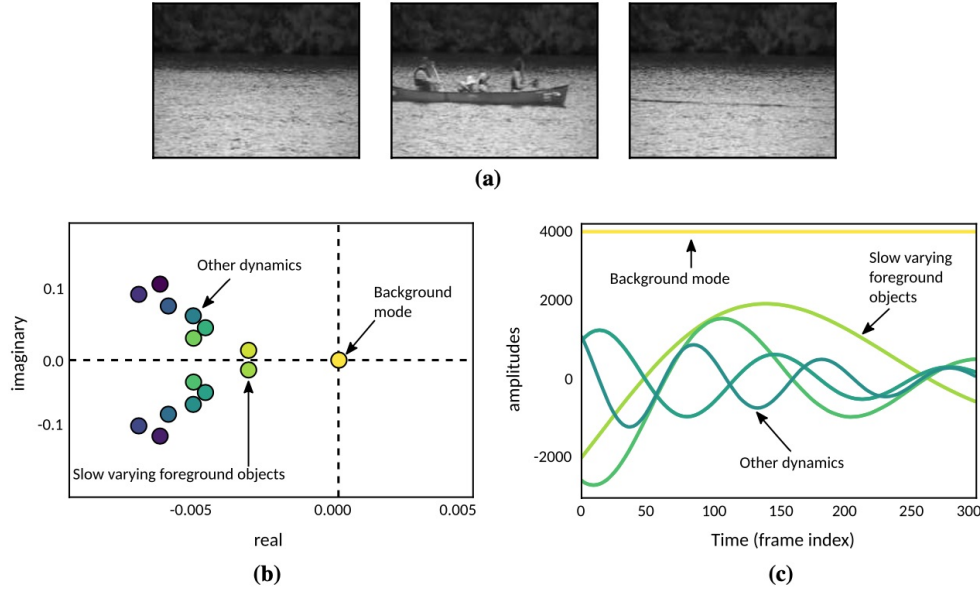 (a)
Other dynamics
Background
mode
0.1
0.0
-0.1
imaginary
Slow varying foreground objects
-0.005
0.000
0.005
real
(b)
4000
2000
0
-2000
amplitudes
Background mode
Slow varying
foreground
objects
Other dynamics
0
50
100
150
200
250
300
Time (frame index)
(c)